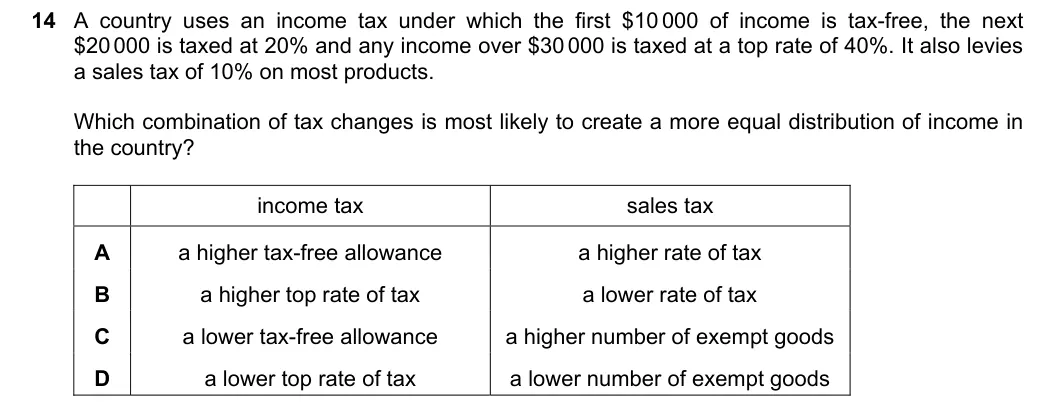 14 A country uses an income tax under which the first $10 000 of income is tax-free, the next
$20 000 is taxed at 20% and any income over $30 000 is taxed at a top rate of 40%. It also levies
a sales tax of 10% on most products.
Which combination of tax changes is most likely to create a more equal distribution of income in
the country?
income tax sales tax
A a higher tax-free allowance a higher rate of tax
B a higher top rate of tax a lower rate of tax
C a lower tax-free allowance a higher number of exempt goods
D a lower top rate of tax a lower number of exempt goods